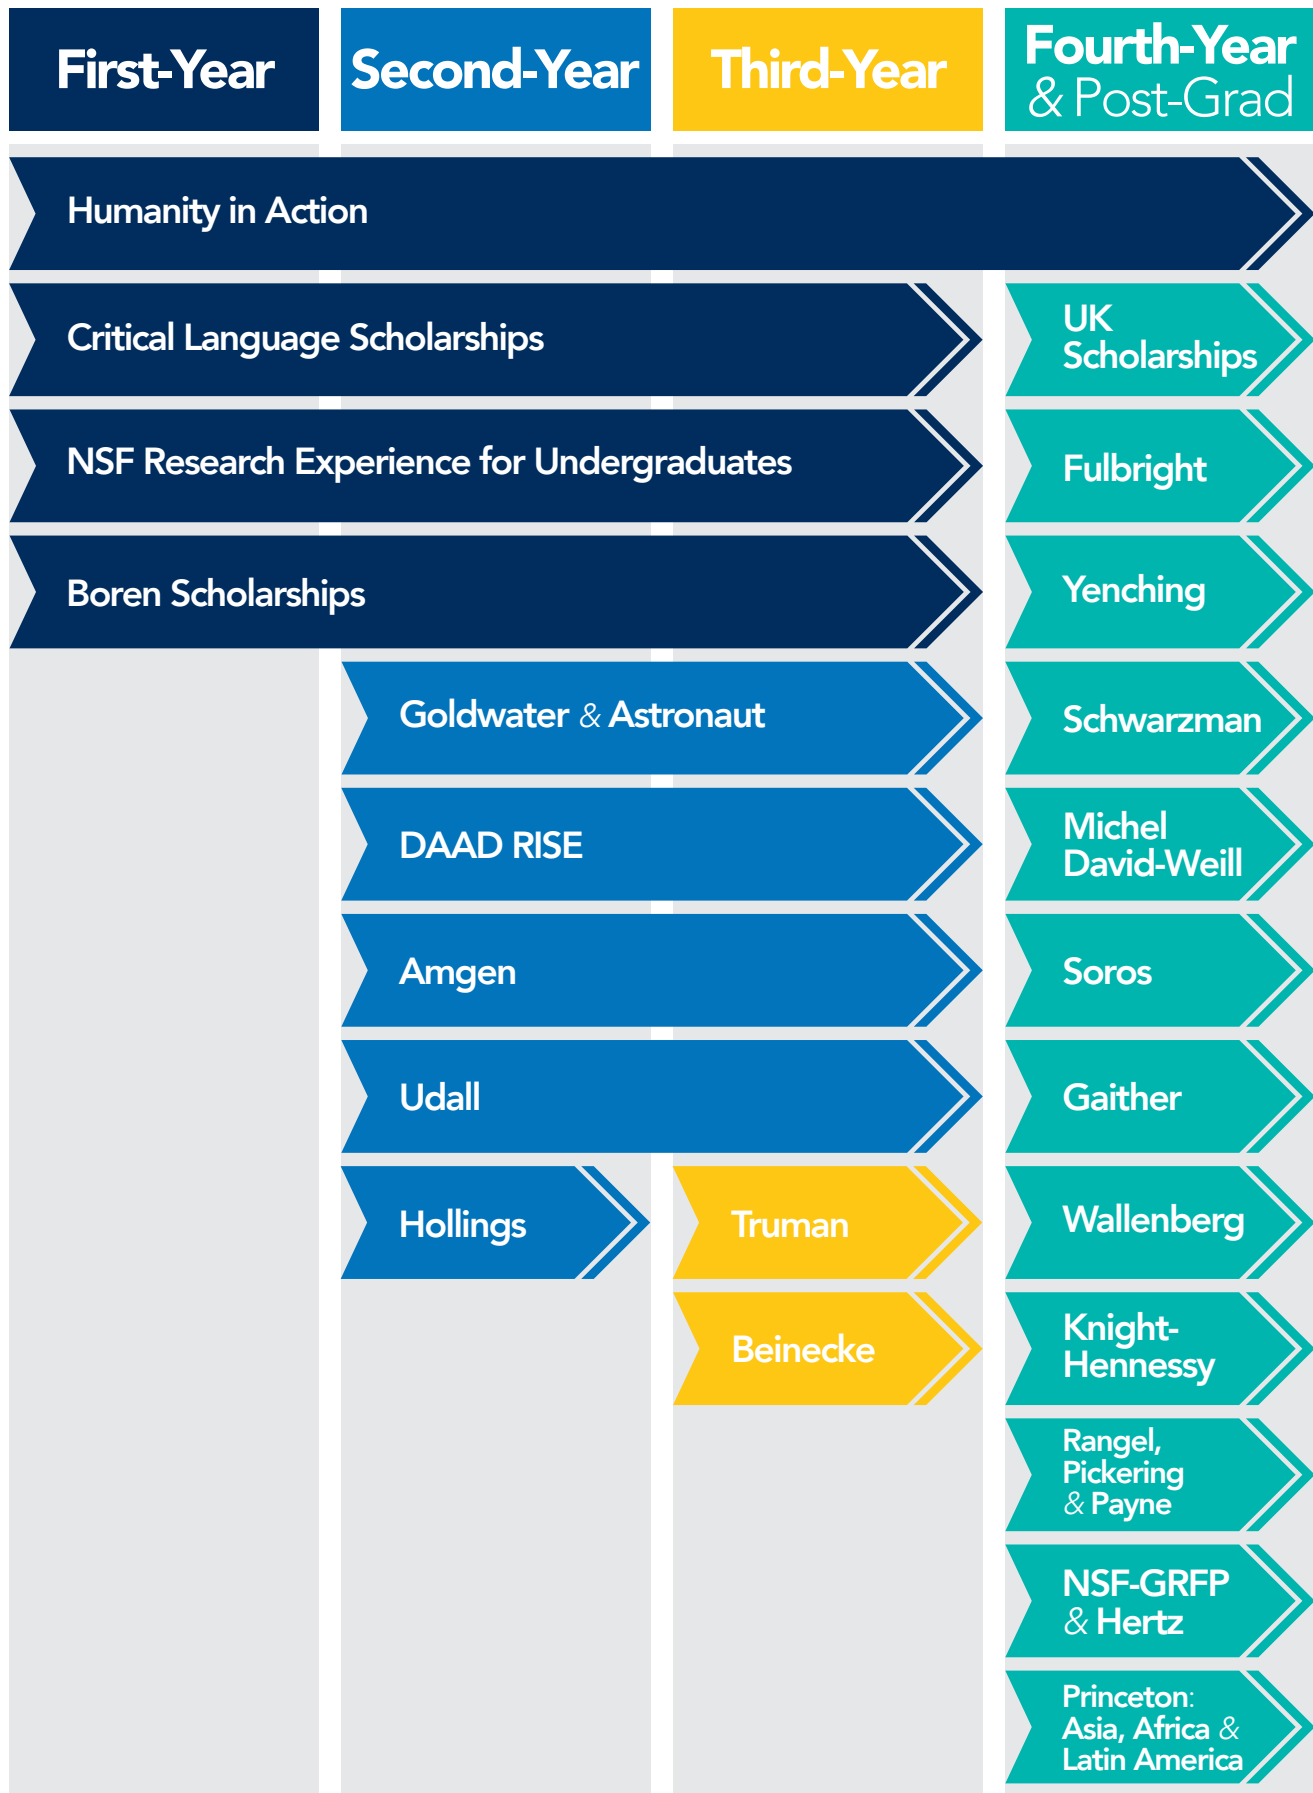 First-Year
Second-Year
Third-Year
Fourth-Year
& Post-Grad
Humanity in Action
Critical Language Scholarships
UK
Scholarships
NSF Research Experience for Undergraduates
Fulbright
Boren Scholarships
Yenching
Goldwater & Astronaut
Schwarzman
DAAD RISE
Michel
David-Weill
Amgen
Soros
Udall
Gaither
Hollings
Truman
Wallenberg
Beinecke
Knight-
Hennessy
Rangel,
Pickering
& Payne
NSF-GRFP
& Hertz
Princeton:
Asia, Africa &
Latin America